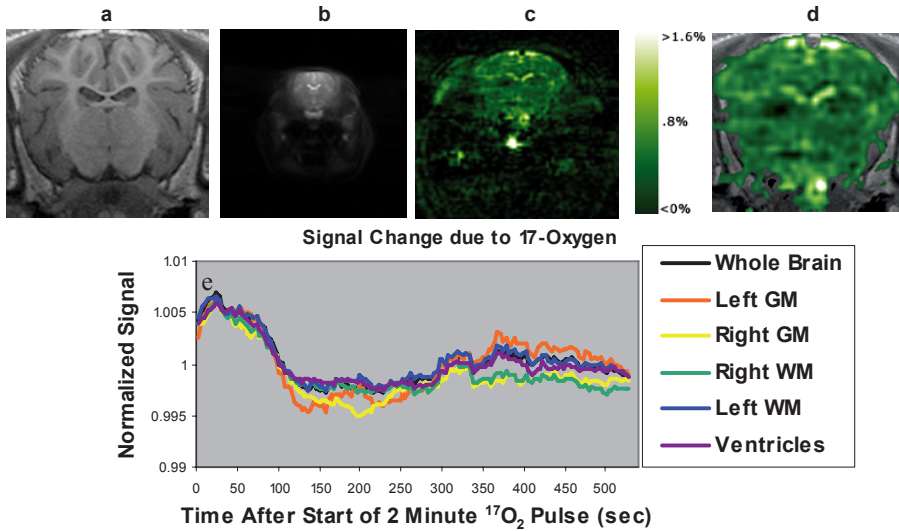 a b c d
>1.6%
.8%
<0%
Signal Change due to 17-Oxygen
e
Normalized Signal
1.01
1.005
1
0.995
0.99
0 50 100 150 200 250 300 350 400 450 500
Time After Start of 2 Minute ¹⁷O₂ Pulse (sec)
Whole Brain
Left GM
Right GM
Right WM
Left WM
Ventricles